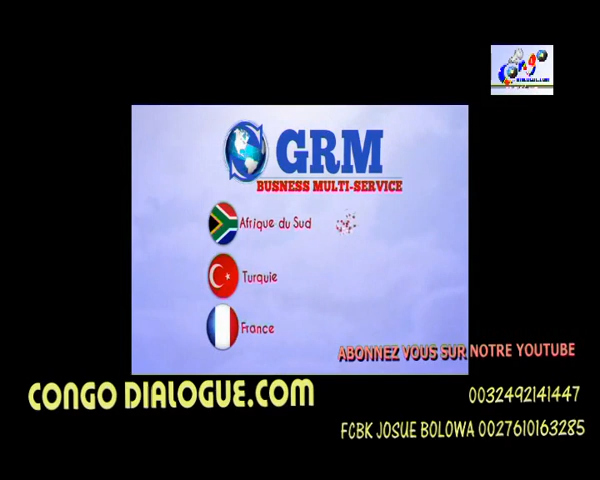 GRM
BUSNESS MULTI-SERVICE
Afrique du Sud
Turquie
France
ABONNEZ VOUS SUR NOTRE YOUTUBE
CONGO DIALOGUE.COM
0032492141447
FCBK JOSUE BOLOWA 0027610163285